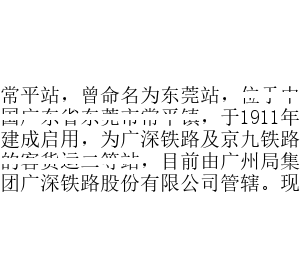 常平站，曾命名为东莞站，位于中
国广东省东莞市常平镇，于1911年
建成启用，为广深铁路及京九铁路
的客货运二等站，目前由广州局集
团广深铁路股份有限公司管辖。现